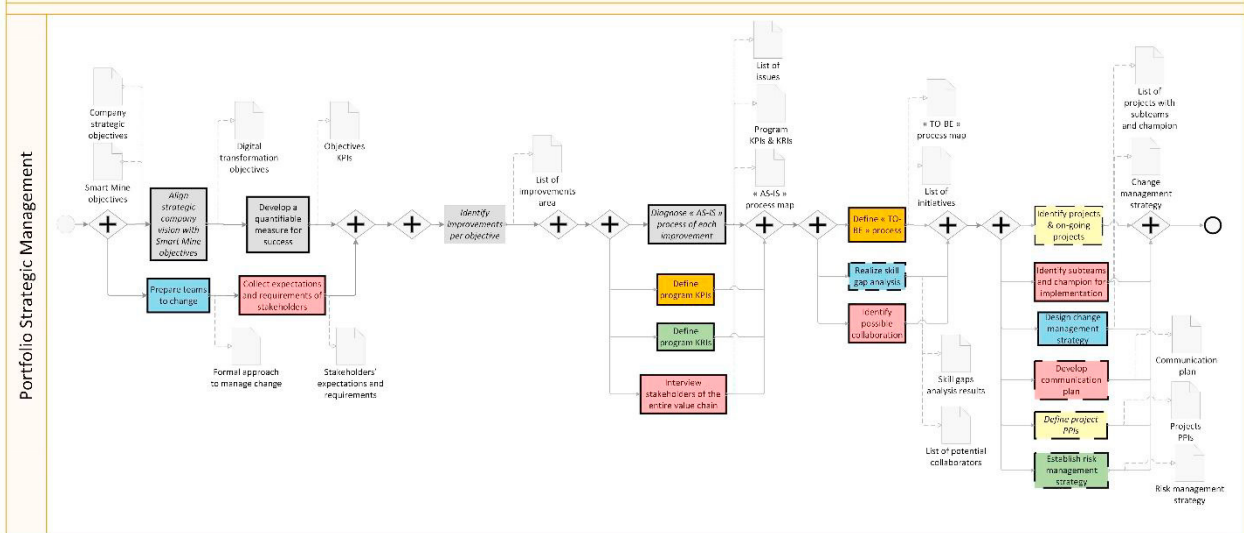 Portfolio Strategic Management
Company
strategic
objectives
Smart Mine
objectives
Align
strategic
company
vision with
Smart Mine
objectives
Digital
transformation
objectives
Develop a
quantifiable
measure for
success
Objectives
KPIs
Prepare teams
to change
Collect expectations
and requirements of
stakeholders
Formal approach
to manage change
Stakeholders'
expectations and
requirements
Identify
improvements
per objective
List of
improvements
area
Diagnose « AS-IS »
process of each
improvement
Define
program KPIs
Define
program KRIs
Interview
stakeholders of the
entire value chain
List of
issues
Program
KPIs & KRIs
« AS-IS »
process map
Define « TO-
BE » process
Realize skill
gap analysis
Identify
possible
collaboration
« TO-BE »
process map
List of
initiatives
Skill gaps
analysis results
List of potential
collaborators
Identify projects
& on-going
projects
Identify subteams
and champion for
implementation
Design change
management
strategy
Develop
communication
plan
Define project
PPIs
Establish risk
management
strategy
List of
projects with
subteams
and champion
Change
management
strategy
Communication
plan
Projects
PPIs
Risk management
strategy